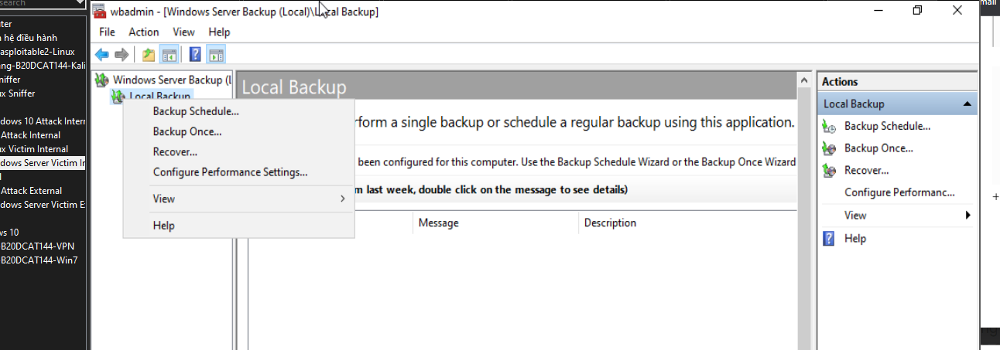 search
mail
wbadmin - [Windows Server Backup (Local)\Local Backup]
File Action View Help
hệ điều hành
asploitable2-Linux
ang-B20DCAT144-Kali
Sniffer
dows 10 Attack Intern
Attack Internal
Victim Internal
dows Server Victim In
Attack External
dows Server Victim E
10
B20DCAT144-VPN
B20DCAT144-Win7
Windows Server Backup (L
Local Backup
Backup Schedule...
Backup Once...
Recover...
Configure Performance Settings...
View
Help
Local Backup
rform a single backup or schedule a regular backup using this application.
been configured for this computer. Use the Backup Schedule Wizard or the Backup Once Wizard
m last week, double click on the message to see details)
Message Description
Actions
Local Backup
Backup Schedule...
Backup Once...
Recover...
Configure Performanc...
View
Help